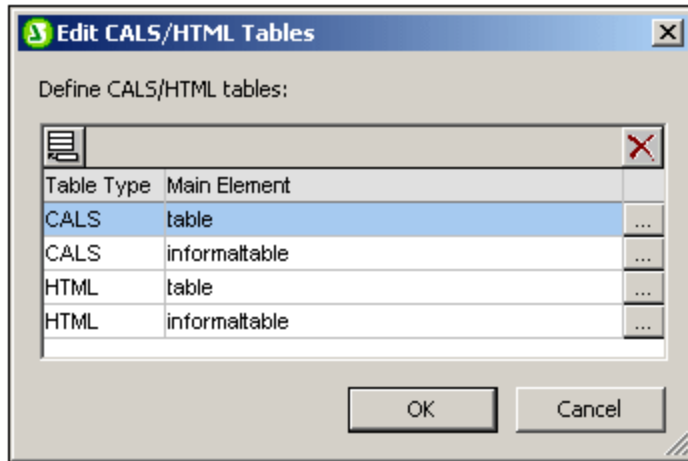 Edit CALS/HTML Tables
Define CALS/HTML tables:
Table Type Main Element
CALS table ...
CALS informaltable ...
HTML table ...
HTML informaltable ...
OK Cancel